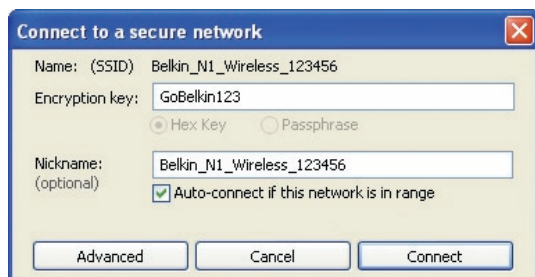 Connect to a secure network
Name: (SSID) Belkin_N1_Wireless_123456
Encryption key: GoBelkin123
Hex Key Passphrase
Nickname: Belkin_N1_Wireless_123456
(optional)
Auto-connect if this network is in range
Advanced Cancel Connect